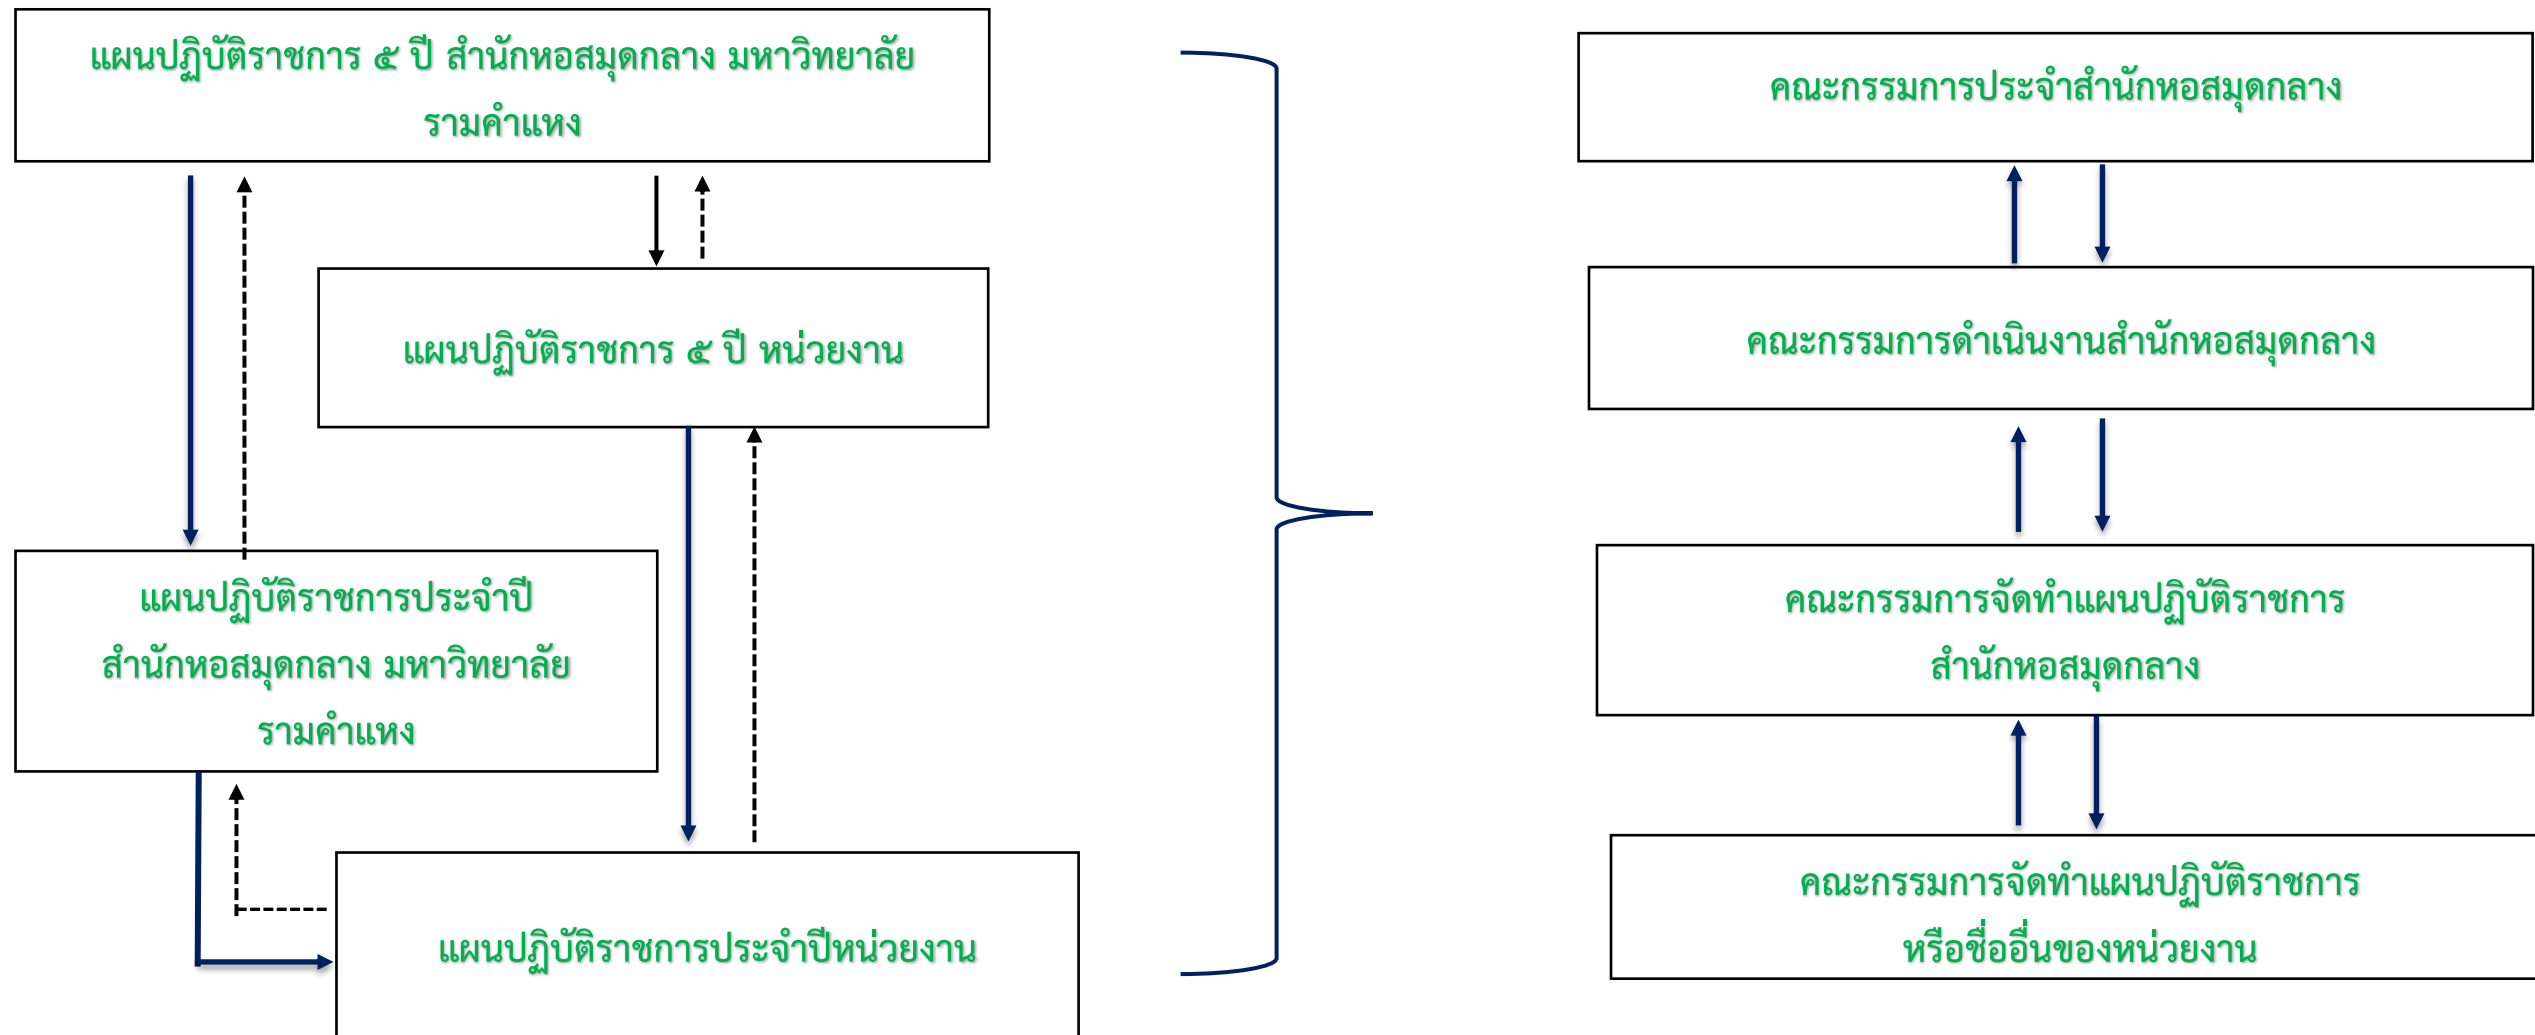 แผนปฏิบัติราชการ ๕ ปี สำนักหอสมุดกลาง มหาวิทยาลัย
รามคำแหง
แผนปฏิบัติราชการ ๕ ปี หน่วยงาน
แผนปฏิบัติราชการประจำปี
สำนักหอสมุดกลาง มหาวิทยาลัย
รามคำแหง
แผนปฏิบัติราชการประจำปีหน่วยงาน
คณะกรรมการประจำสำนักหอสมุดกลาง
คณะกรรมการดำเนินงานสำนักหอสมุดกลาง
คณะกรรมการจัดทำแผนปฏิบัติราชการ
สำนักหอสมุดกลาง
คณะกรรมการจัดทำแผนปฏิบัติราชการ
หรือชื่ออื่นของหน่วยงาน